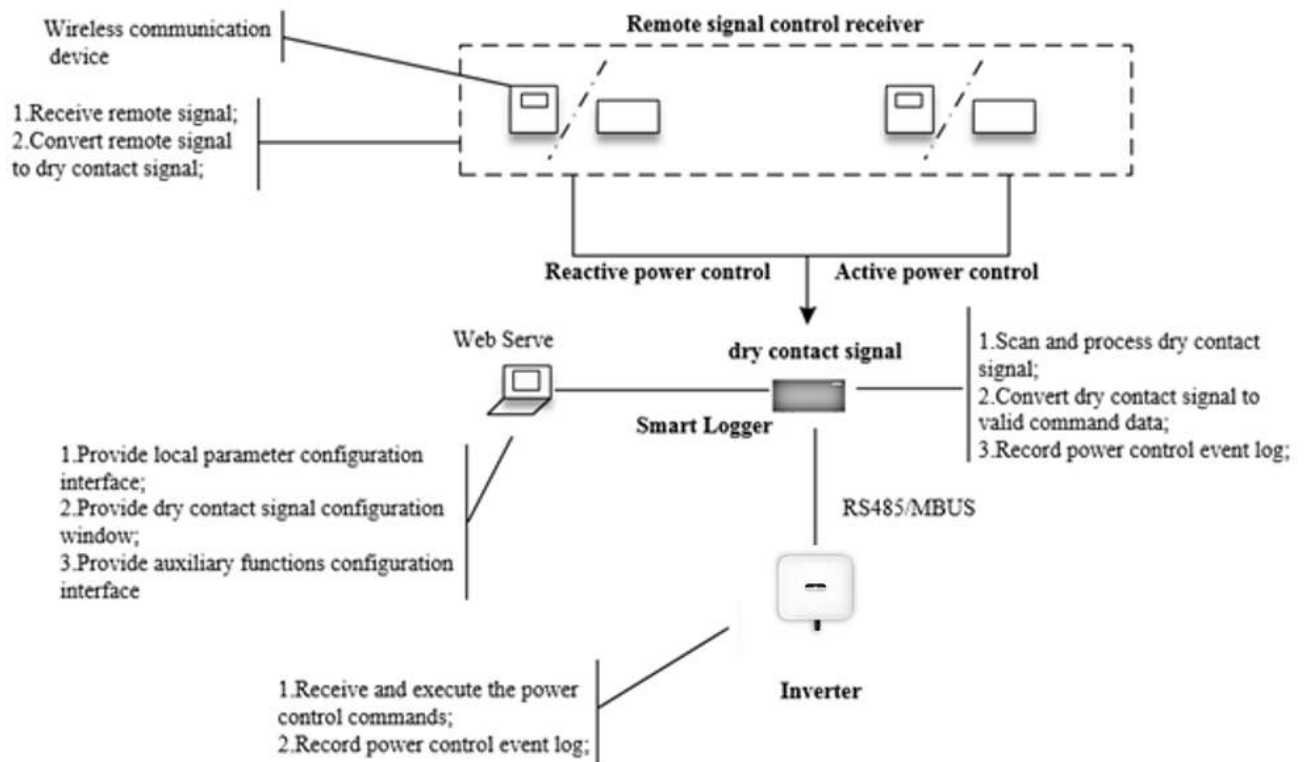 Remote signal control receiver
Wireless communication
device
1.Receive remote signal;
2.Convert remote signal
to dry contact signal;
Reactive power control
Active power control
Web Serve
dry contact signal
Smart Logger
1.Scan and process dry contact
signal;
2.Convert dry contact signal to
valid command data;
3.Record power control event log;
1.Provide local parameter configuration
interface;
2.Provide dry contact signal configuration
window;
3.Provide auxiliary functions configuration
interface
RS485/MBUS
Inverter
1.Receive and execute the power
control commands;
2.Record power control event log;